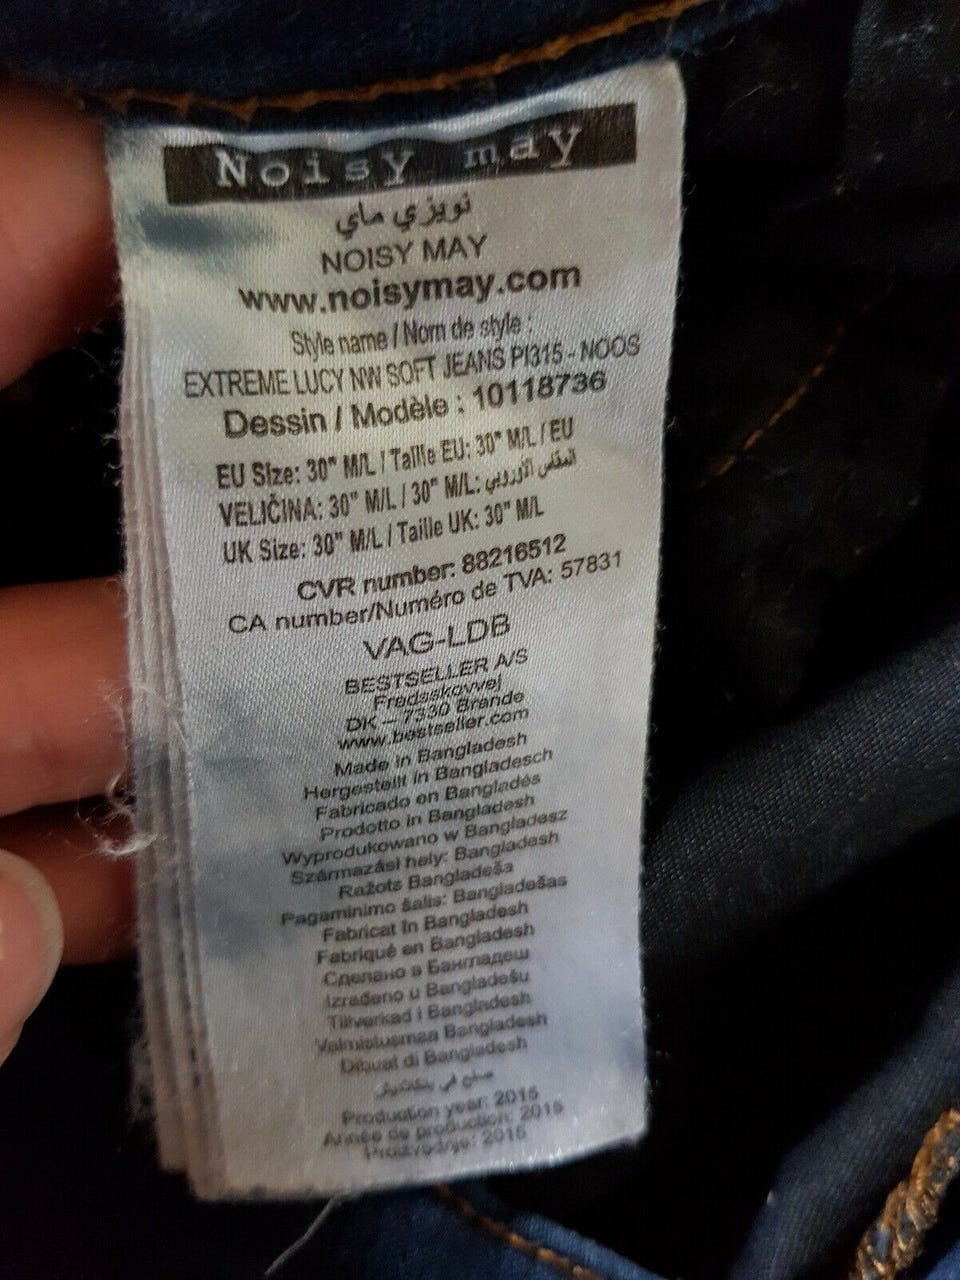 Noisy may
نويزي ماي
NOISY MAY
www.noisymay.com
Style name / Nom de style :
EXTREME LUCY NW SOFT JEANS PI315 - NOOS
Dessin / Modèle : 10118736
EU Size: 30" M/L / Taille EU: 30" M/L / EU
VELIČINA: 30" M/L / 30" M/L: المقاس الأوروبي
UK Size: 30" M/L / Taille UK: 30" M/L
CVR number: 88216512
CA number/Numéro de TVA: 57831
VAG-LDB
BESTSELLER A/S
Fredsskovvej
DK – 7330 Brande
www.bestseller.com
Made in Bangladesh
Hergestellt in Bangladesch
Fabricado en Bangladés
Prodotto in Bangladesh
Wyprodukowano w Bangladesz
Származási hely: Bangladesh
Ražots Bangladeša
Pagaminimo šalis: Bangladešas
Fabricat în Bangladesh
Fabriqué en Bangladesh
Сделано в Бангладеш
Izrađeno u Bangladešu
Tillverkad i Bangladesh
Valmistusmaa Bangladesh
Dibuat di Bangladesh
صنع في بنغلاديش
Production year: 2015
Année de production: 2015
Proizvodnje: 2015